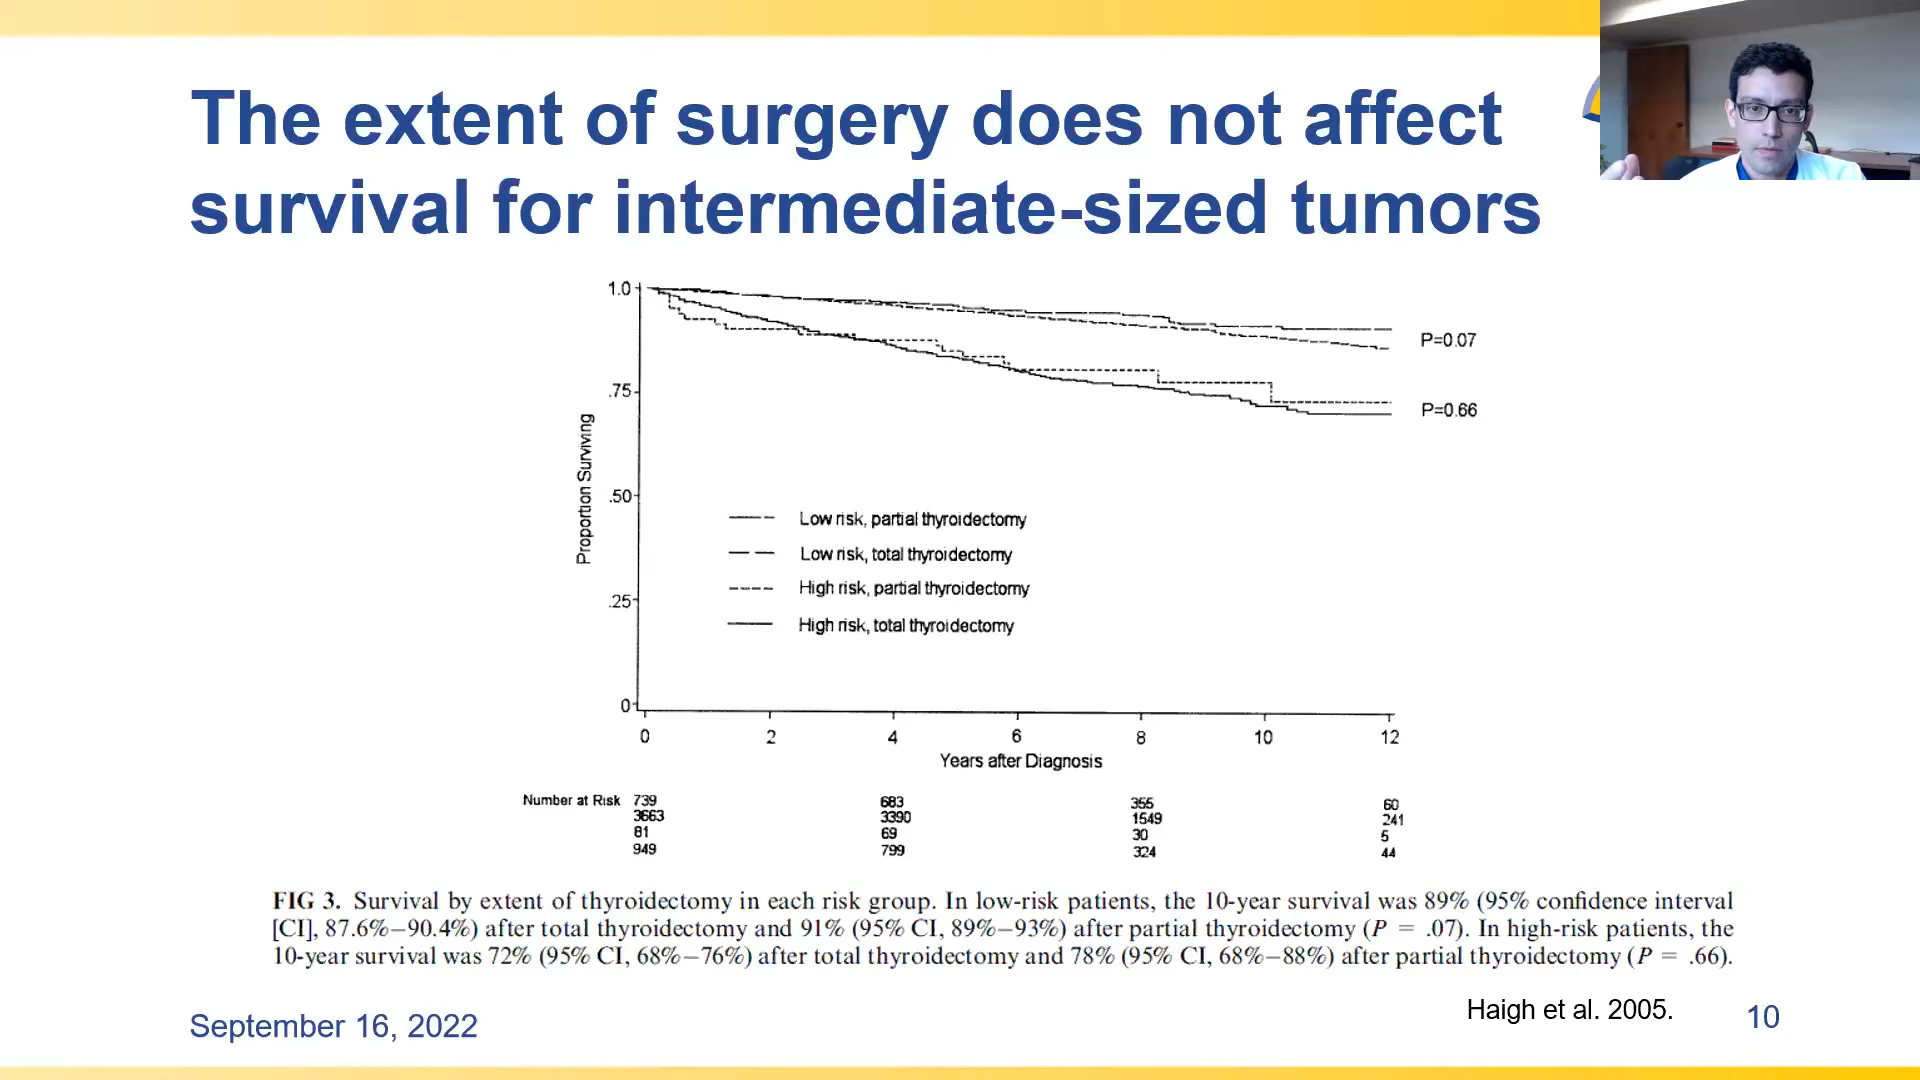 The extent of surgery does not affect
survival for intermediate-sized tumors
1.0
.75
.50
.25
0
Proportion Surviving
P=0.07
P=0.66
Low risk, partial thyroidectomy
Low risk, total thyroidectomy
High risk, partial thyroidectomy
High risk, total thyroidectomy
0 2 4 6 8 10 12
Years after Diagnosis
Number at Risk 739 683 355 60
3663 3390 1549 241
81 69 30 5
949 799 324 44
FIG 3. Survival by extent of thyroidectomy in each risk group. In low-risk patients, the 10-year survival was 89% (95% confidence interval
[CI], 87.6%–90.4%) after total thyroidectomy and 91% (95% CI, 89%–93%) after partial thyroidectomy (P = .07). In high-risk patients, the
10-year survival was 72% (95% CI, 68%–76%) after total thyroidectomy and 78% (95% CI, 68%–88%) after partial thyroidectomy (P = .66).
Haigh et al. 2005.
September 16, 2022
10